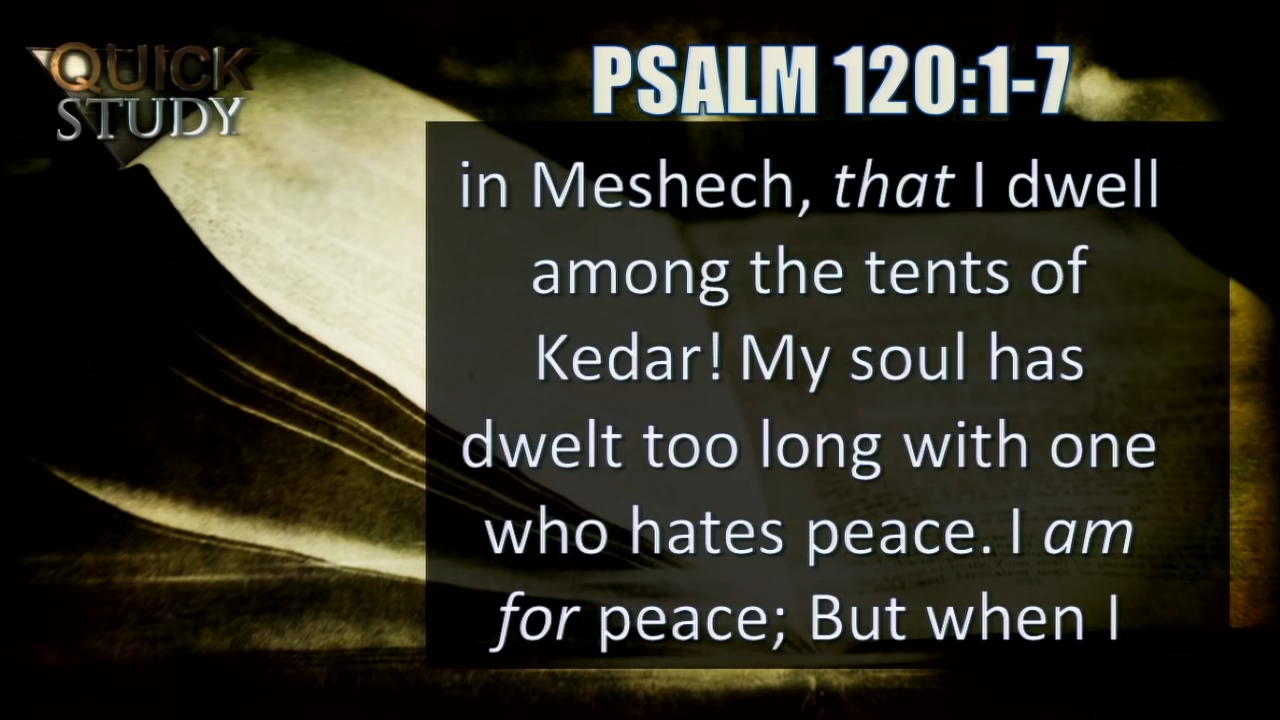 QUICK
STUDY
PSALM 120:1-7
in Meshech, that I dwell
among the tents of
Kedar! My soul has
dwelt too long with one
who hates peace. I am
for peace; But when I